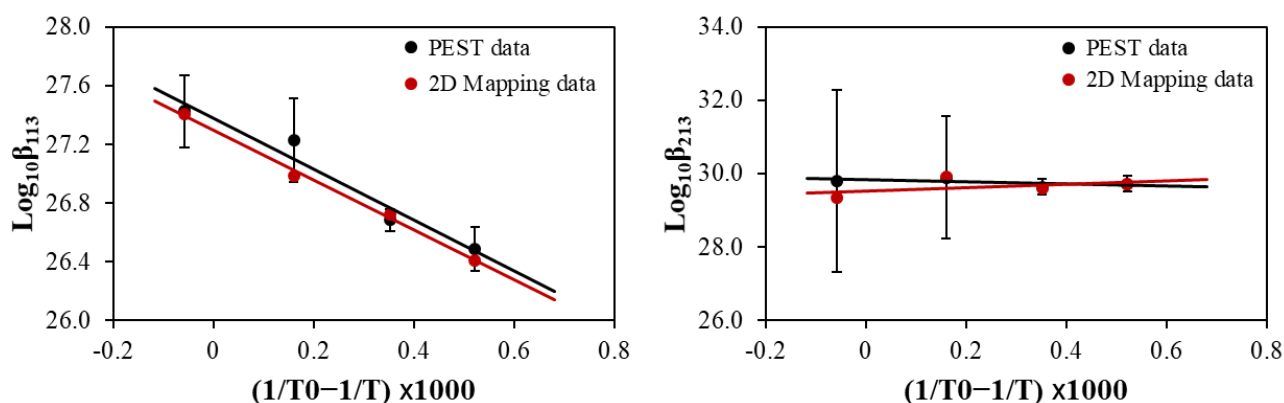 28.0
27.6
27.2
26.8
26.4
26.0
Log₁₀β₁₁₃
PEST data
2D Mapping data
-0.2
0
0.2
0.4
0.6
0.8
(1/T0−1/T) x1000
34.0
32.0
30.0
28.0
26.0
Log₁₀β₂₁₃
PEST data
2D Mapping data
-0.2
0
0.2
0.4
0.6
0.8
(1/T0−1/T) x1000